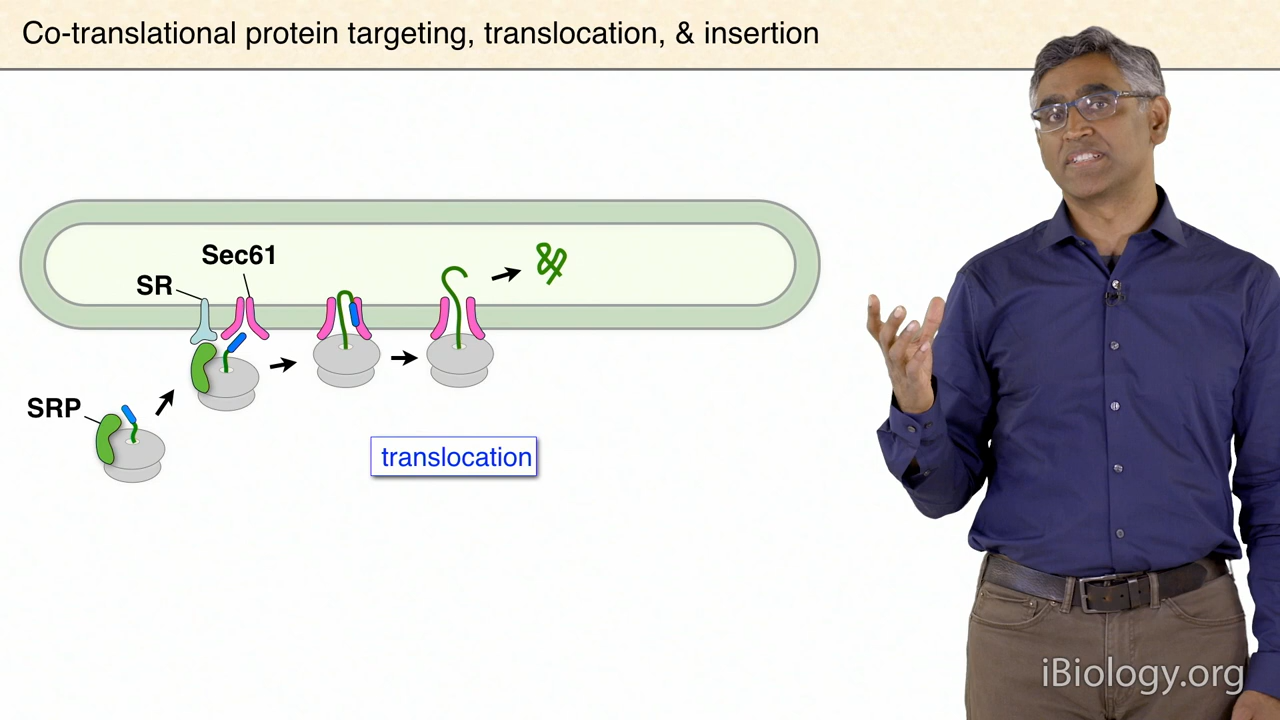 Co-translational protein targeting, translocation, & insertion
Sec61
SR
SRP
translocation
iBiology.org